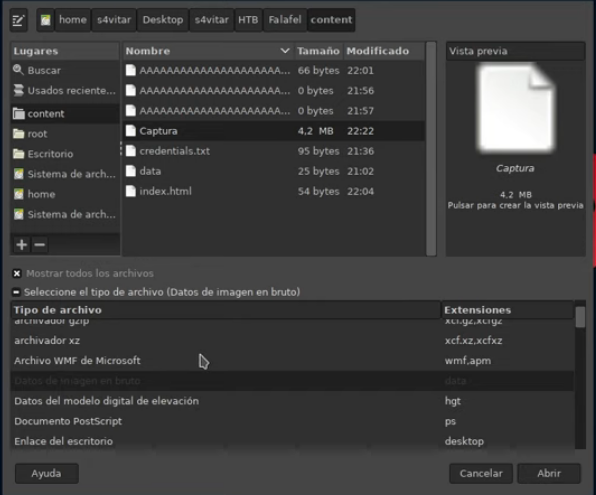 home s4vitar Desktop s4vitar HTB Falafel content
Lugares
Buscar
Usados reciente...
content
root
Escritorio
Sistema de arch...
home
Sistema de arch...
Nombre Tamaño Modificado
AAAAAAAAAAAAAAAAAAAAA... 66 bytes 22:01
AAAAAAAAAAAAAAAAAAAAA... 0 bytes 21:56
AAAAAAAAAAAAAAAAAAAAA... 0 bytes 21:57
Captura 4,2 MB 22:22
credentials.txt 95 bytes 21:36
data 25 bytes 21:02
index.html 54 bytes 22:04
Vista previa
Captura
4,2 MB
Pulsar para crear la vista previa
Mostrar todos los archivos
Seleccione el tipo de archivo (Datos de imagen en bruto)
Tipo de archivo Extensiones
archivador gzip xcf.gz,xcfgz
archivador xz xcf.xz,xcfxz
Archivo WMF de Microsoft wmf,apm
Datos de imagen en bruto data
Datos del modelo digital de elevación hgt
Documento PostScript ps
Enlace del escritorio desktop
Ayuda Cancelar Abrir